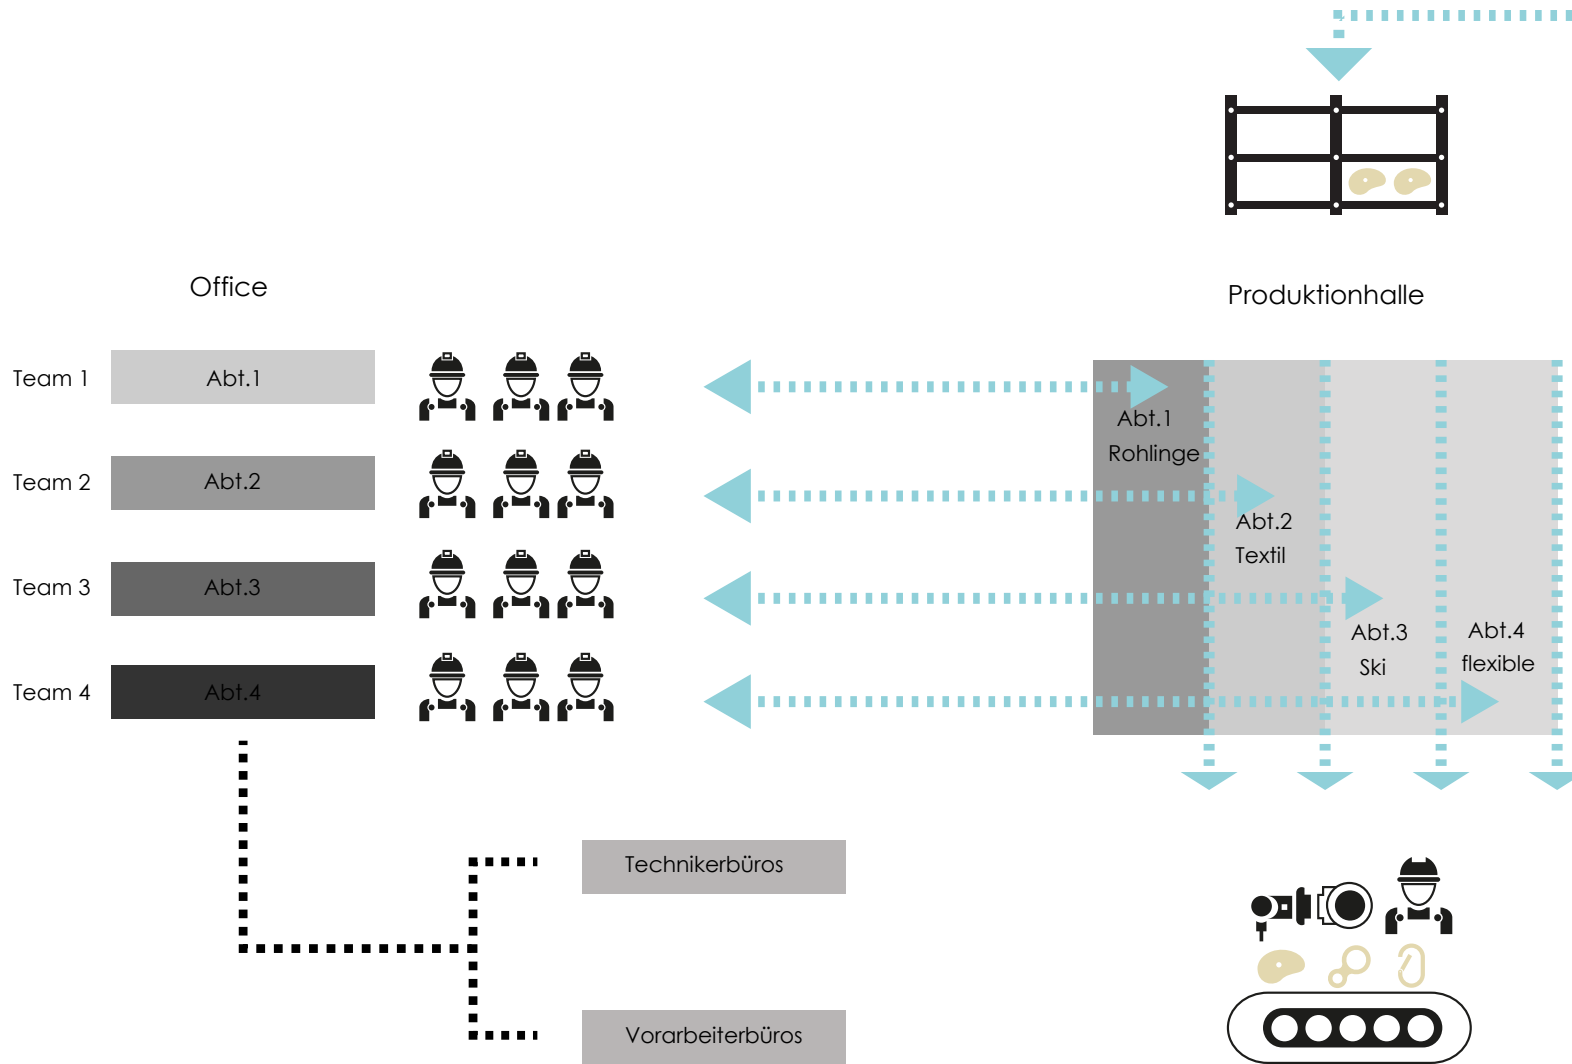 Office
Produktionhalle
Team 1
Abt.1
Team 2
Abt.2
Team 3
Abt.3
Team 4
Abt.4
Abt.1
Rohlinge
Abt.2
Textil
Abt.3
Ski
Abt.4
flexible
Technikerbüros
Vorarbeiterbüros